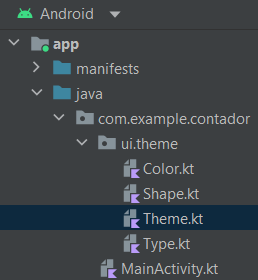 Android
app
manifests
java
com.example.contador
ui.theme
Color.kt
Shape.kt
Theme.kt
Type.kt
MainActivity.kt